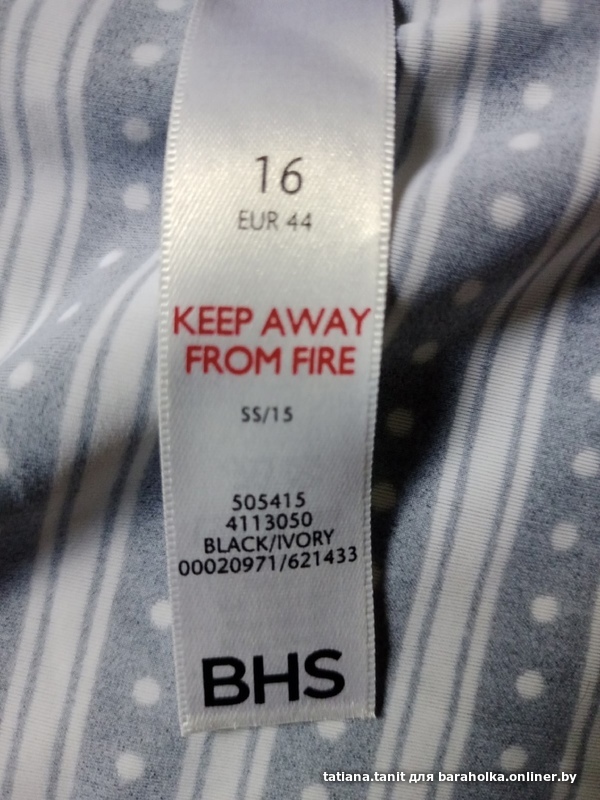 16
EUR 44
KEEP AWAY
FROM FIRE
SS/15
505415
4113050
BLACK/IVORY
00020971/621433
BHS
tatiana.tanit для baraholka.onliner.by